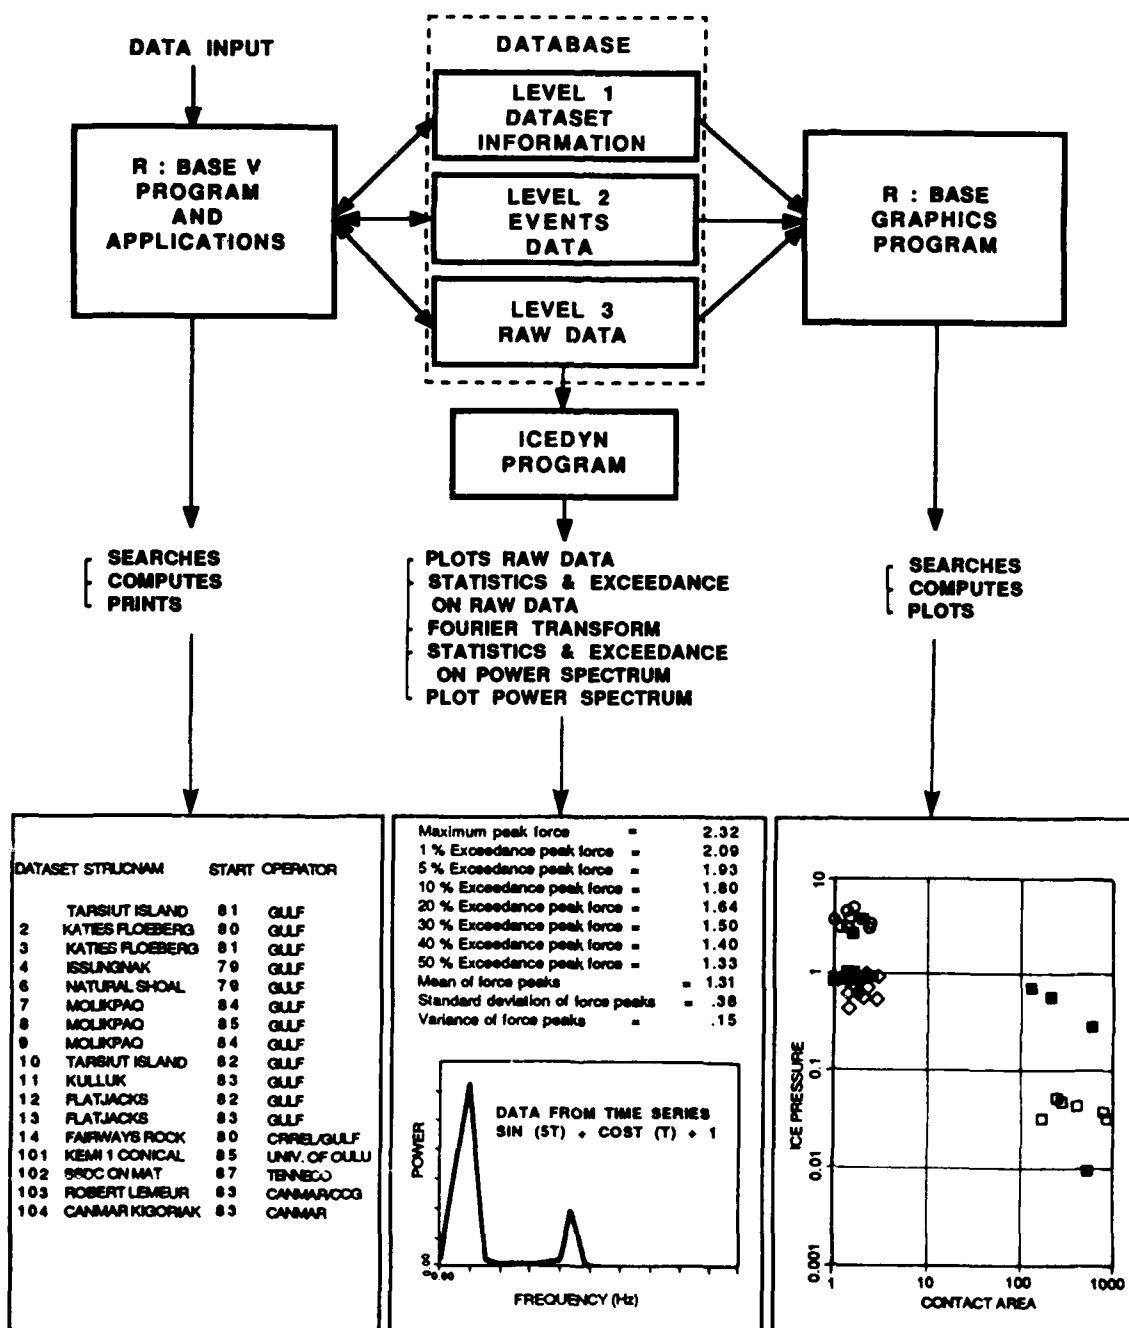 DATA INPUT
DATABASE
R : BASE V
PROGRAM
AND
APPLICATIONS
LEVEL 1
DATASET
INFORMATION
LEVEL 2
EVENTS
DATA
LEVEL 3
RAW DATA
R : BASE
GRAPHICS
PROGRAM
ICEDYN
PROGRAM
SEARCHES
COMPUTES
PRINTS
PLOTS RAW DATA
STATISTICS & EXCEEDANCE
ON RAW DATA
FOURIER TRANSFORM
STATISTICS & EXCEEDANCE
ON POWER SPECTRUM
PLOT POWER SPECTRUM
SEARCHES
COMPUTES
PLOTS
DATASET STRUCNAM START OPERATOR
TARSIUT ISLAND 81 GULF
2 KATIES FLOEBERG 80 GULF
3 KATIES FLOEBERG 81 GULF
4 ISSUNGNAK 79 GULF
6 NATURAL SHOAL 79 GULF
7 MOLIKPAQ 84 GULF
8 MOLIKPAQ 85 GULF
9 MOLIKPAQ 84 GULF
10 TARSIUT ISLAND 82 GULF
11 KULLUK 83 GULF
12 FLATJACKS 82 GULF
13 FLATJACKS 83 GULF
14 FAIRWAYS ROCK 80 CRREL/GULF
101 KEMI 1 CONICAL 85 UNIV. OF OULU
102 SSDC ON MAT 87 TENNECO
103 ROBERT LEMEUR 83 CANMAR/CCG
104 CANMAR KIGORIAK 83 CANMAR
Maximum peak force = 2.32
1 % Exceedance peak force = 2.09
5 % Exceedance peak force = 1.93
10 % Exceedance peak force = 1.80
20 % Exceedance peak force = 1.64
30 % Exceedance peak force = 1.50
40 % Exceedance peak force = 1.40
50 % Exceedance peak force = 1.33
Mean of force peaks = 1.31
Standard deviation of force peaks = .38
Variance of force peaks = .15
DATA FROM TIME SERIES
SIN (5T) + COST (T) + 1
POWER
0.00
0.00
FREQUENCY (Hz)
ICE PRESSURE
10
1
0.1
0.01
0.001
1 10 100 1000
CONTACT AREA